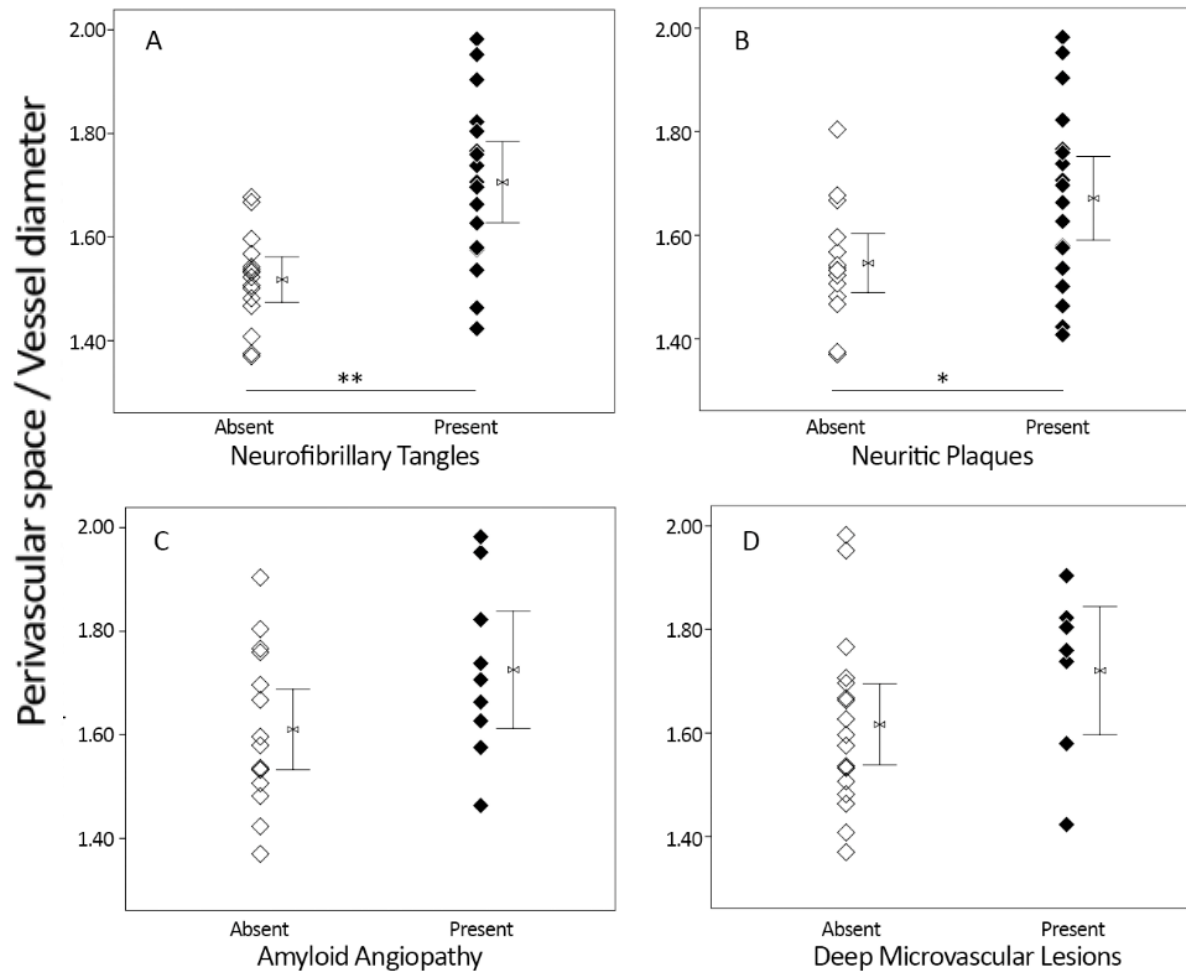 Perivascular space / Vessel diameter
A
2.00
1.80
1.60
1.40
**
Absent Present
Neurofibrillary Tangles
B
2.00
1.80
1.60
1.40
*
Absent Present
Neuritic Plaques
C
2.00
1.80
1.60
1.40
Absent Present
Amyloid Angiopathy
D
2.00
1.80
1.60
1.40
Absent Present
Deep Microvascular Lesions